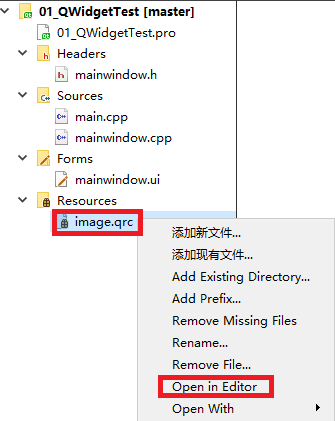 01_QWidgetTest [master]
01_QWidgetTest.pro
Headers
mainwindow.h
Sources
main.cpp
mainwindow.cpp
Forms
mainwindow.ui
Resources
image.qrc
添加新文件...
添加现有文件...
Add Existing Directory...
Add Prefix...
Remove Missing Files
Rename...
Remove File...
Open in Editor
Open With